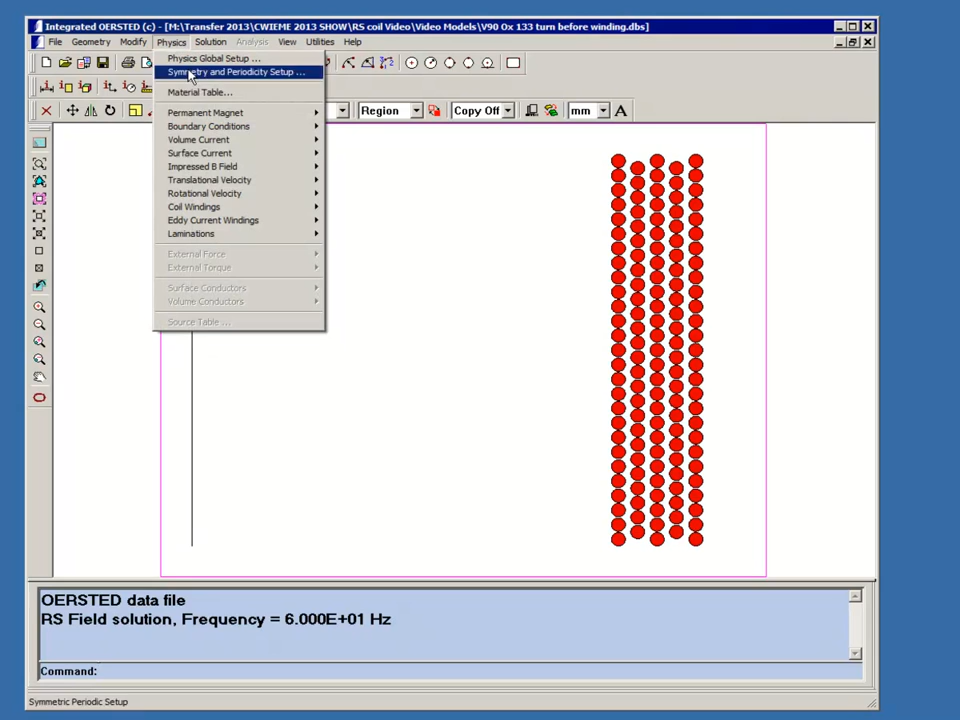 Integrated OERSTED (c) - [M:\Transfer 2013\CWIEME 2013 SHOW\RS coil Video\Video Models\V90 Ox 133 turn before winding.dbs]
File Geometry Modify Physics Solution Analysis View Utilities Help
Physics Global Setup ...
Symmetry and Periodicity Setup ...
Material Table...
Region Copy Off mm A
Permanent Magnet
Boundary Conditions
Volume Current
Surface Current
Impressed B Field
Translational Velocity
Rotational Velocity
Coil Windings
Eddy Current Windings
Laminations
External Force
External Torque
Surface Conductors
Volume Conductors
Source Table ...
OERSTED data file
RS Field solution, Frequency = 6.000E+01 Hz
Command:
Symmetric Periodic Setup